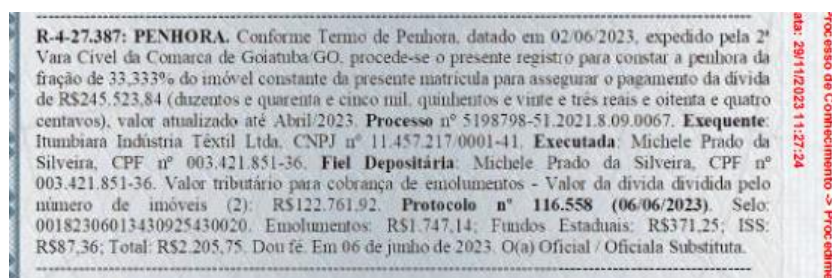 R-4-27.387: PENHORA. Conforme Termo de Penhora, datado em 02/06/2023, expedido pela 2ª
Vara Cível da Comarca de Goiatuba/GO, procede-se o presente registro para constar a penhora da
fração de 33,333% do imóvel constante da presente matrícula para assegurar o pagamento da dívida
de R$245.523,84 (duzentos e quarenta e cinco mil, quinhentos e vinte e três reais e oitenta e quatro
centavos), valor atualizado até Abril/2023. Processo nº 5198798-51.2021.8.09.0067. Exequente:
Itumbiara Indústria Têxtil Ltda, CNPJ nº 11.457.217/0001-41, Executada: Michele Prado da
Silveira, CPF nº 003.421.851-36. Fiel Depositária: Michele Prado da Silveira, CPF nº
003.421.851-36. Valor tributário para cobrança de emolumentos - Valor da dívida dividida pelo
número de imóveis (2): R$122.761,92. Protocolo nº 116.558 (06/06/2023). Selo:
00182306013430925430020. Emolumentos: R$1.747,14; Fundos Estaduais: R$371,25; ISS:
R$87,36; Total: R$2.205,75. Dou fé. Em 06 de junho de 2023. O(a) Oficial / Oficiala Substituta.
Processo de Conhecimento -> Procedim
ata: 29/11/2023 11:27:24